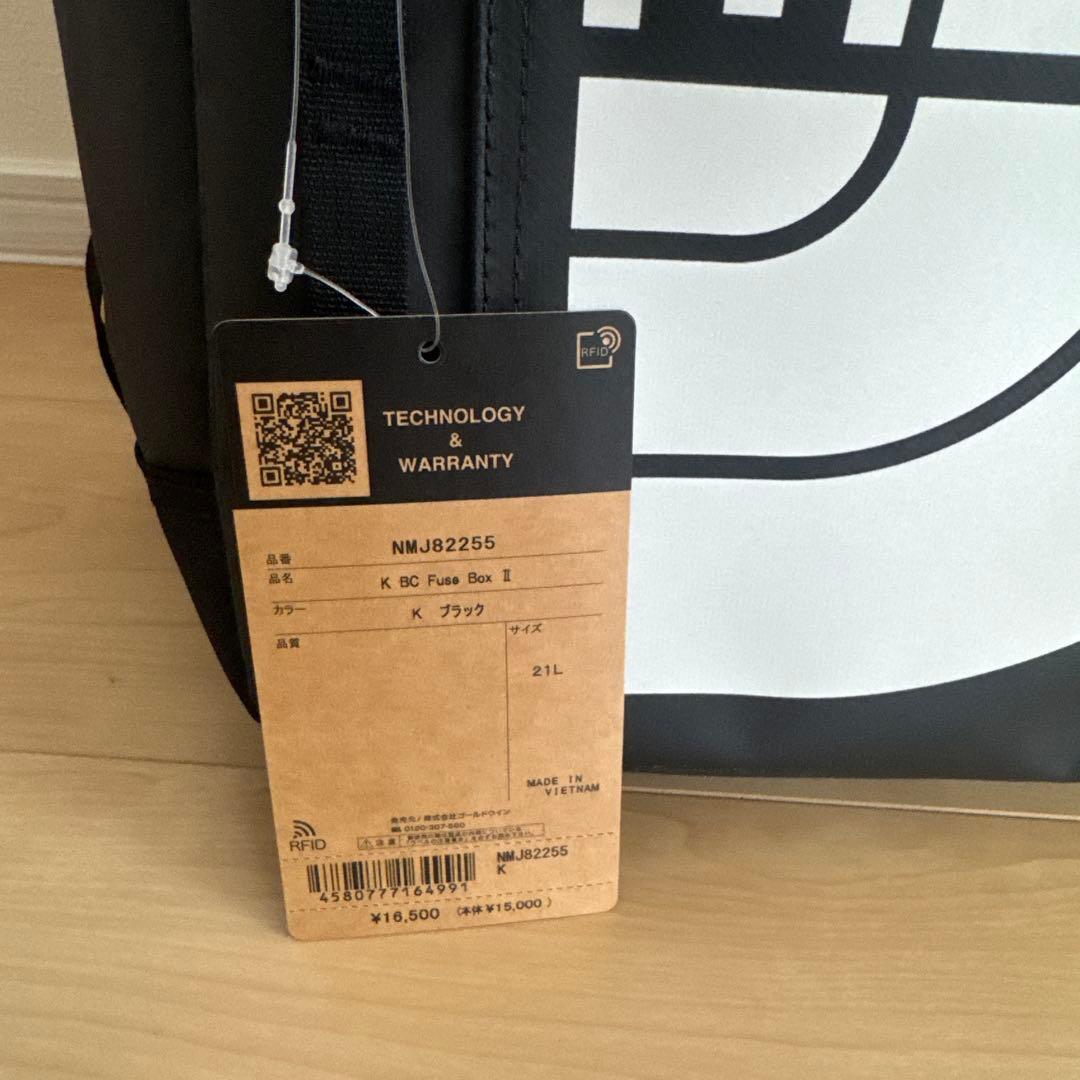 RFID
TECHNOLOGY
&
WARRANTY
品番 NMJ82255
品名 K BC Fuse Box Ⅱ
カラー K ブラック
品質 サイズ
21L
MADE IN
VIETNAM
発売元/株式会社ゴールドウイン
0120-307-560
RFID
注意
NMJ82255
K
4580777164991
¥16,500 (本体¥15,000)